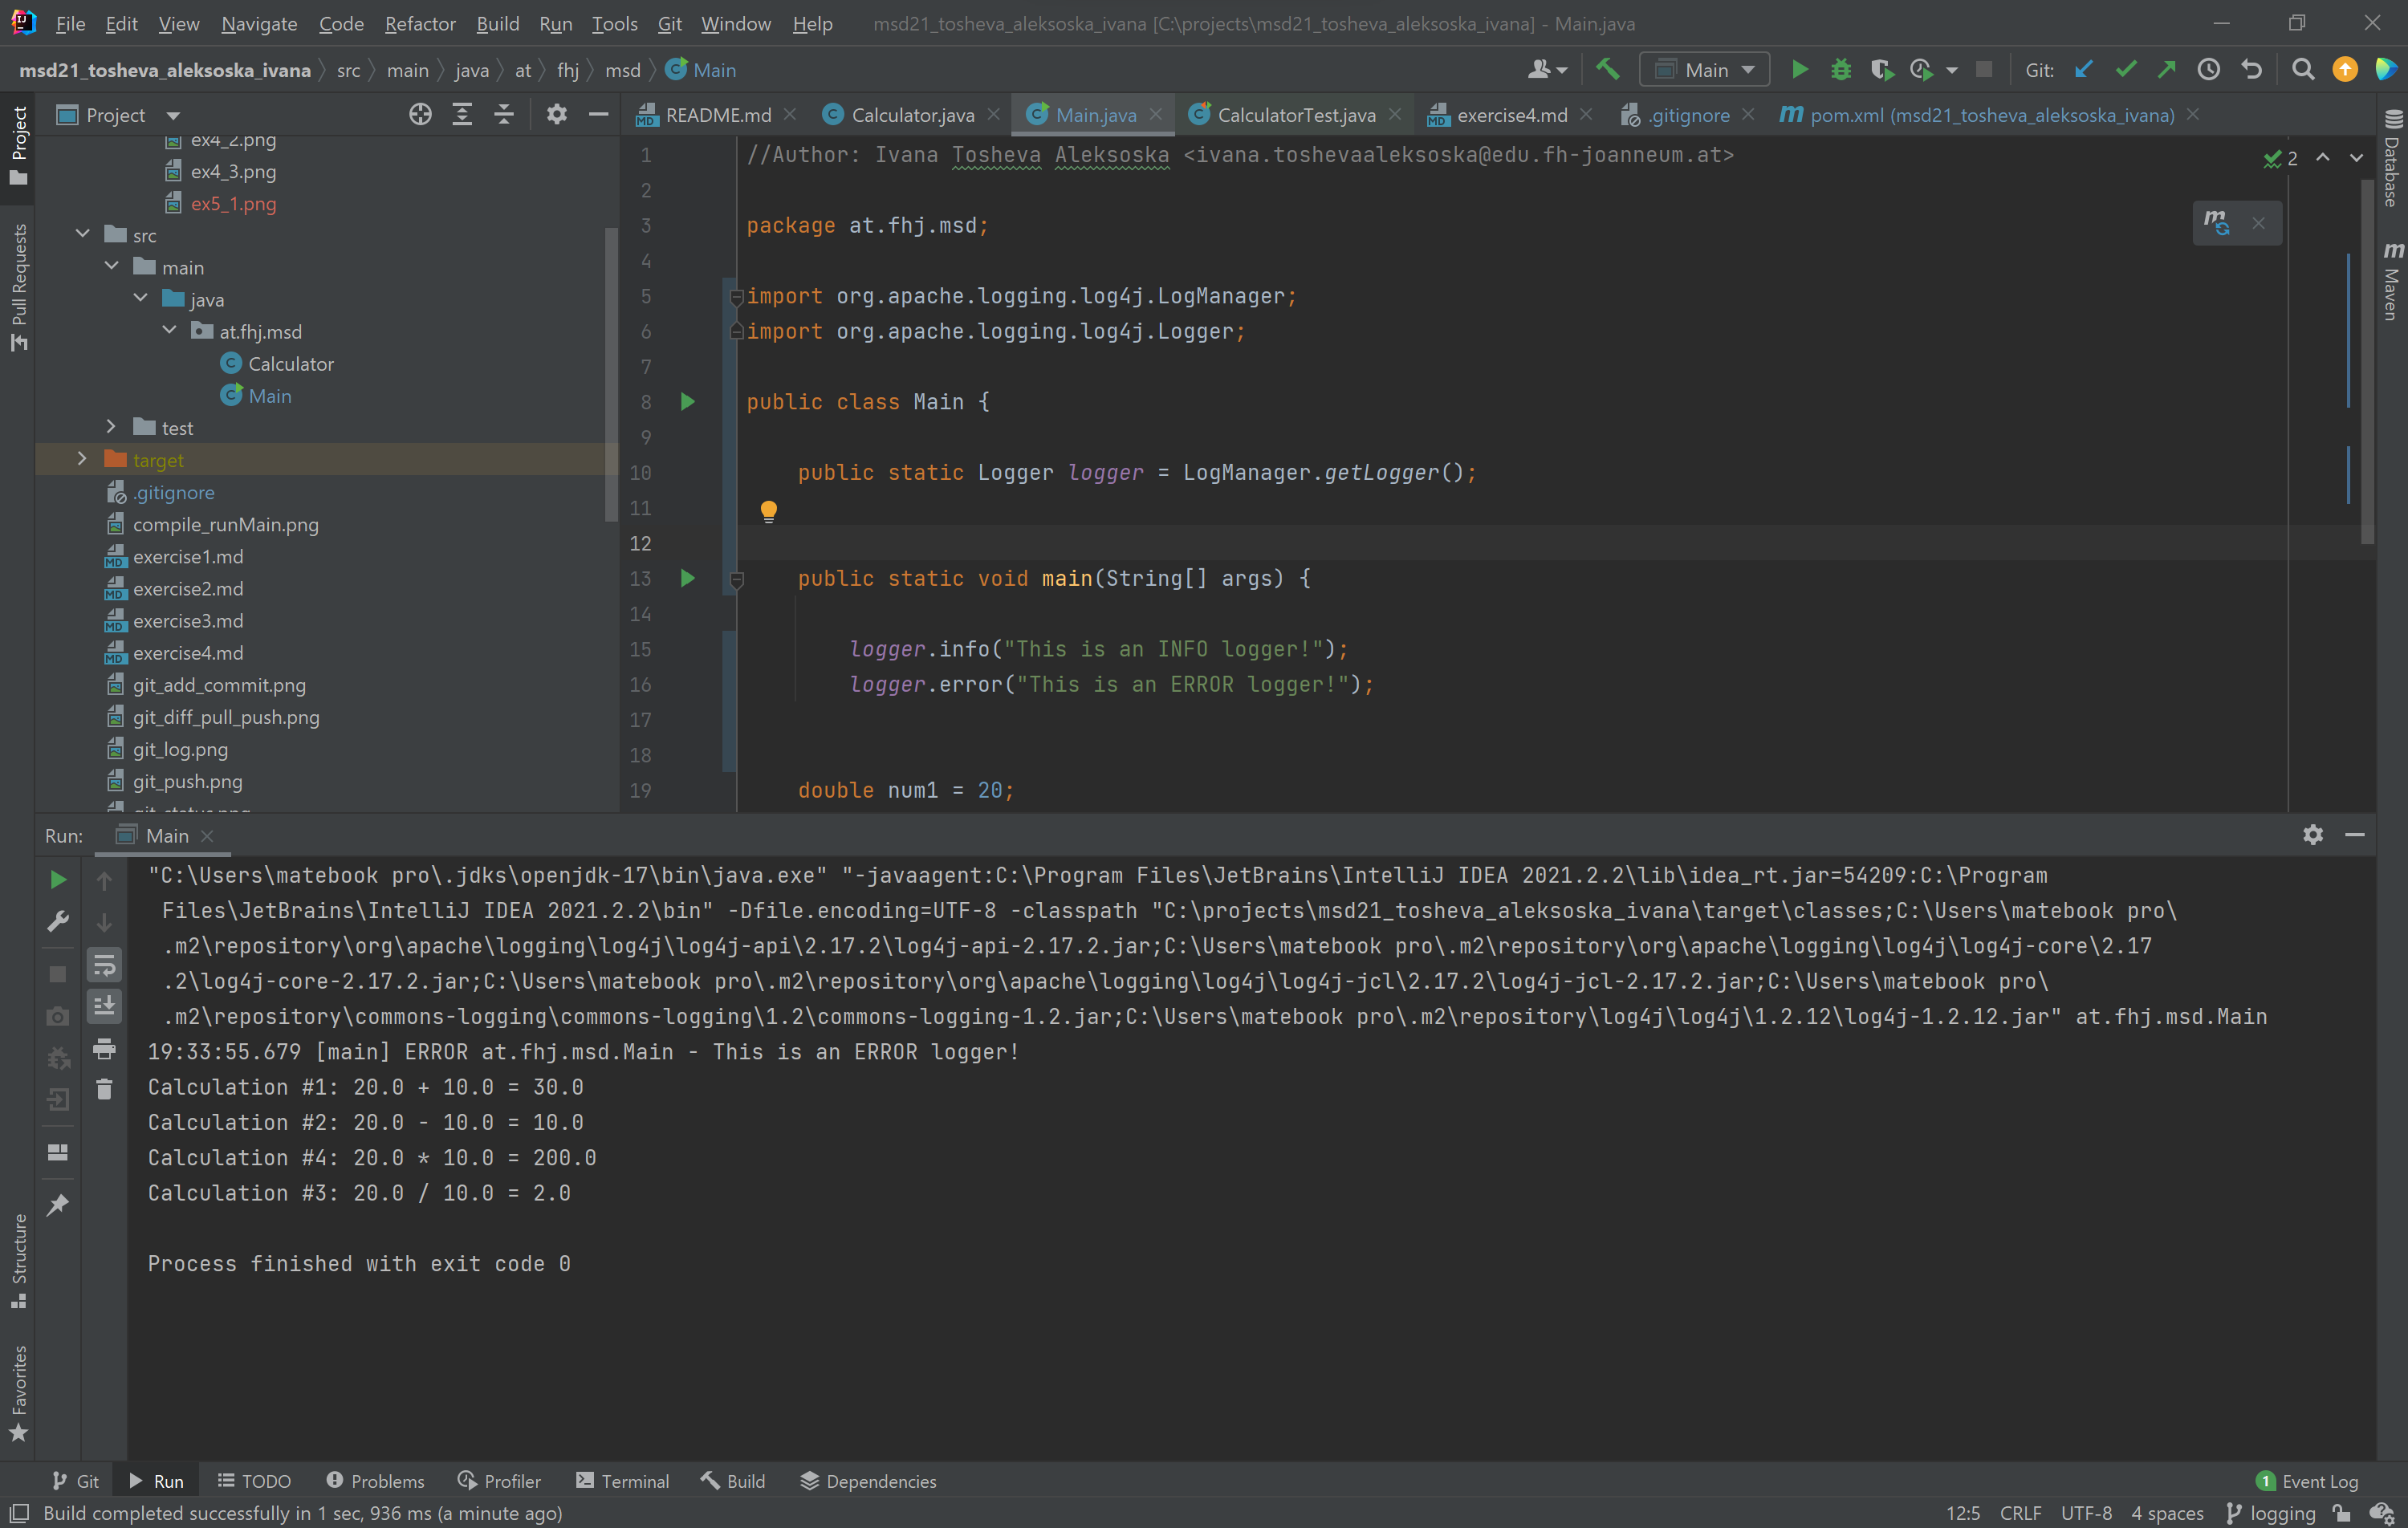 File Edit View Navigate Code Refactor Build Run Tools Git Window Help msd21_tosheva_aleksoska_ivana [C:\projects\msd21_tosheva_aleksoska_ivana] - Main.java
msd21_tosheva_aleksoska_ivana src main java at fhj msd Main
Main
Git:
Project
README.md
Calculator.java
Main.java
CalculatorTest.java
exercise4.md
.gitignore
pom.xml (msd21_tosheva_aleksoska_ivana)
Project
Pull Requests
Structure
Favorites
ex4_2.png
ex4_3.png
ex5_1.png
src
main
java
at.fhj.msd
Calculator
Main
test
target
.gitignore
compile_runMain.png
exercise1.md
exercise2.md
exercise3.md
exercise4.md
git_add_commit.png
git_diff_pull_push.png
git_log.png
git_push.png
1 //Author: Ivana Tosheva Aleksoska <ivana.toshevaaleksoska@edu.fh-joanneum.at>
2
3 package at.fhj.msd;
4
5 import org.apache.logging.log4j.LogManager;
6 import org.apache.logging.log4j.Logger;
7
8 public class Main {
9
10 public static Logger logger = LogManager.getLogger();
11
12
13 public static void main(String[] args) {
14
15 logger.info("This is an INFO logger!");
16 logger.error("This is an ERROR logger!");
17
18
19 double num1 = 20;
2
Database
Maven
Run: Main
"C:\Users\matebook pro\.jdks\openjdk-17\bin\java.exe" "-javaagent:C:\Program Files\JetBrains\IntelliJ IDEA 2021.2.2\lib\idea_rt.jar=54209:C:\Program
Files\JetBrains\IntelliJ IDEA 2021.2.2\bin" -Dfile.encoding=UTF-8 -classpath "C:\projects\msd21_tosheva_aleksoska_ivana\target\classes;C:\Users\matebook pro\
.m2\repository\org\apache\logging\log4j\log4j-api\2.17.2\log4j-api-2.17.2.jar;C:\Users\matebook pro\.m2\repository\org\apache\logging\log4j\log4j-core\2.17
.2\log4j-core-2.17.2.jar;C:\Users\matebook pro\.m2\repository\org\apache\logging\log4j\log4j-jcl\2.17.2\log4j-jcl-2.17.2.jar;C:\Users\matebook pro\
.m2\repository\commons-logging\commons-logging\1.2\commons-logging-1.2.jar;C:\Users\matebook pro\.m2\repository\log4j\log4j\1.2.12\log4j-1.2.12.jar" at.fhj.msd.Main
19:33:55.679 [main] ERROR at.fhj.msd.Main - This is an ERROR logger!
Calculation #1: 20.0 + 10.0 = 30.0
Calculation #2: 20.0 - 10.0 = 10.0
Calculation #4: 20.0 * 10.0 = 200.0
Calculation #3: 20.0 / 10.0 = 2.0
Process finished with exit code 0
Git Run TODO Problems Profiler Terminal Build Dependencies 1 Event Log
Build completed successfully in 1 sec, 936 ms (a minute ago) 12:5 CRLF UTF-8 4 spaces logging